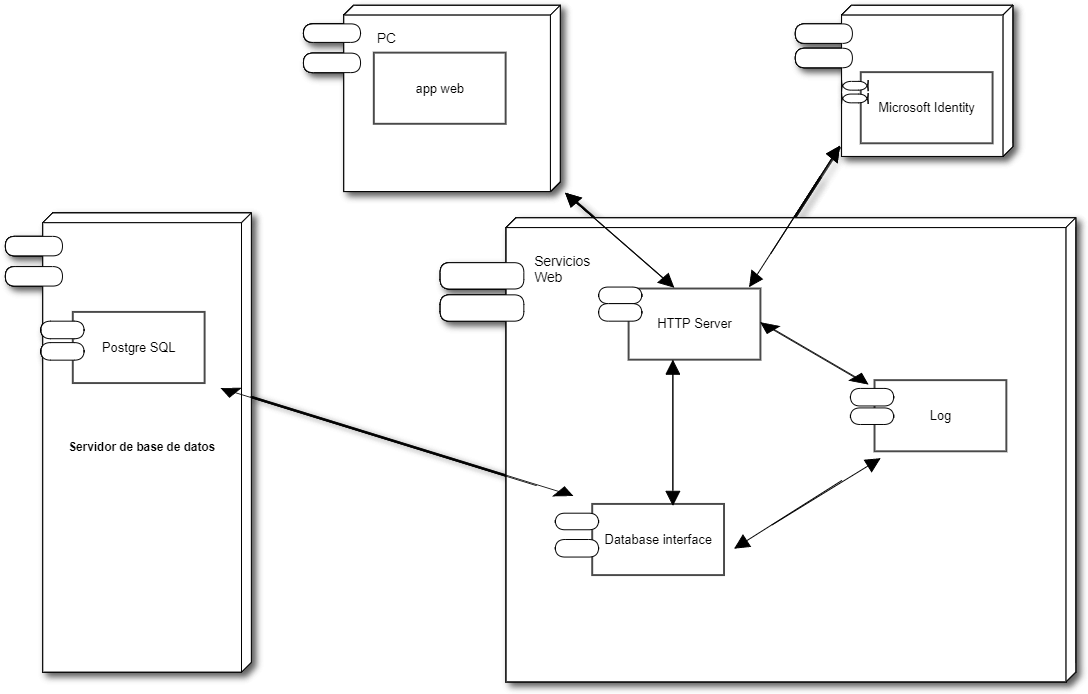 PC
app web
Microsoft Identity
Servicios
Web
HTTP Server
Postgre SQL
Log
Servidor de base de datos
Database interface